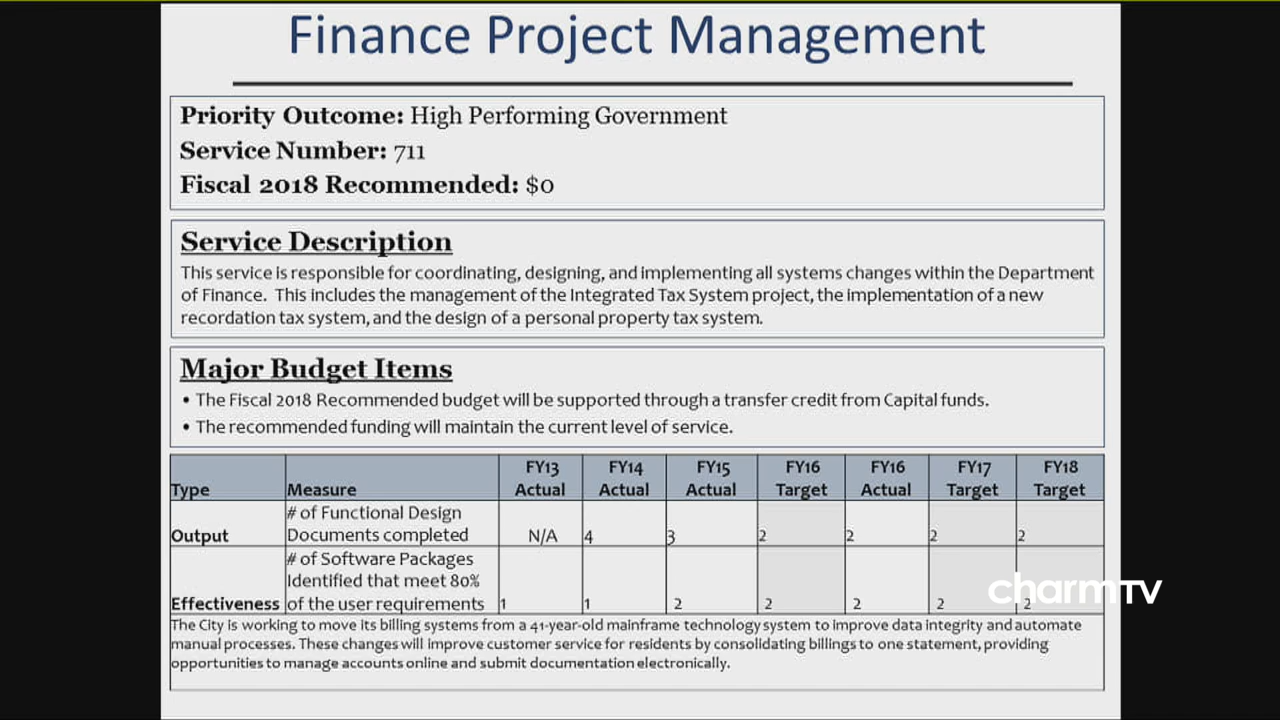 Finance Project Management
Priority Outcome: High Performing Government
Service Number: 711
Fiscal 2018 Recommended: $0
Service Description
This service is responsible for coordinating, designing, and implementing all systems changes within the Department
of Finance. This includes the management of the Integrated Tax System project, the implementation of a new
recordation tax system, and the design of a personal property tax system.
Major Budget Items
• The Fiscal 2018 Recommended budget will be supported through a transfer credit from Capital funds.
• The recommended funding will maintain the current level of service.
Type Measure FY13 Actual FY14 Actual FY15 Actual FY16 Target FY16 Actual FY17 Target FY18 Target
Output # of Functional Design Documents completed N/A 4 3 2 2 2 2
Effectiveness # of Software Packages Identified that meet 80% of the user requirements 1 1 2 2 2 2 2
The City is working to move its billing systems from a 41-year-old mainframe technology system to improve data integrity and automate
manual processes. These changes will improve customer service for residents by consolidating billings to one statement, providing
opportunities to manage accounts online and submit documentation electronically.
charmTV